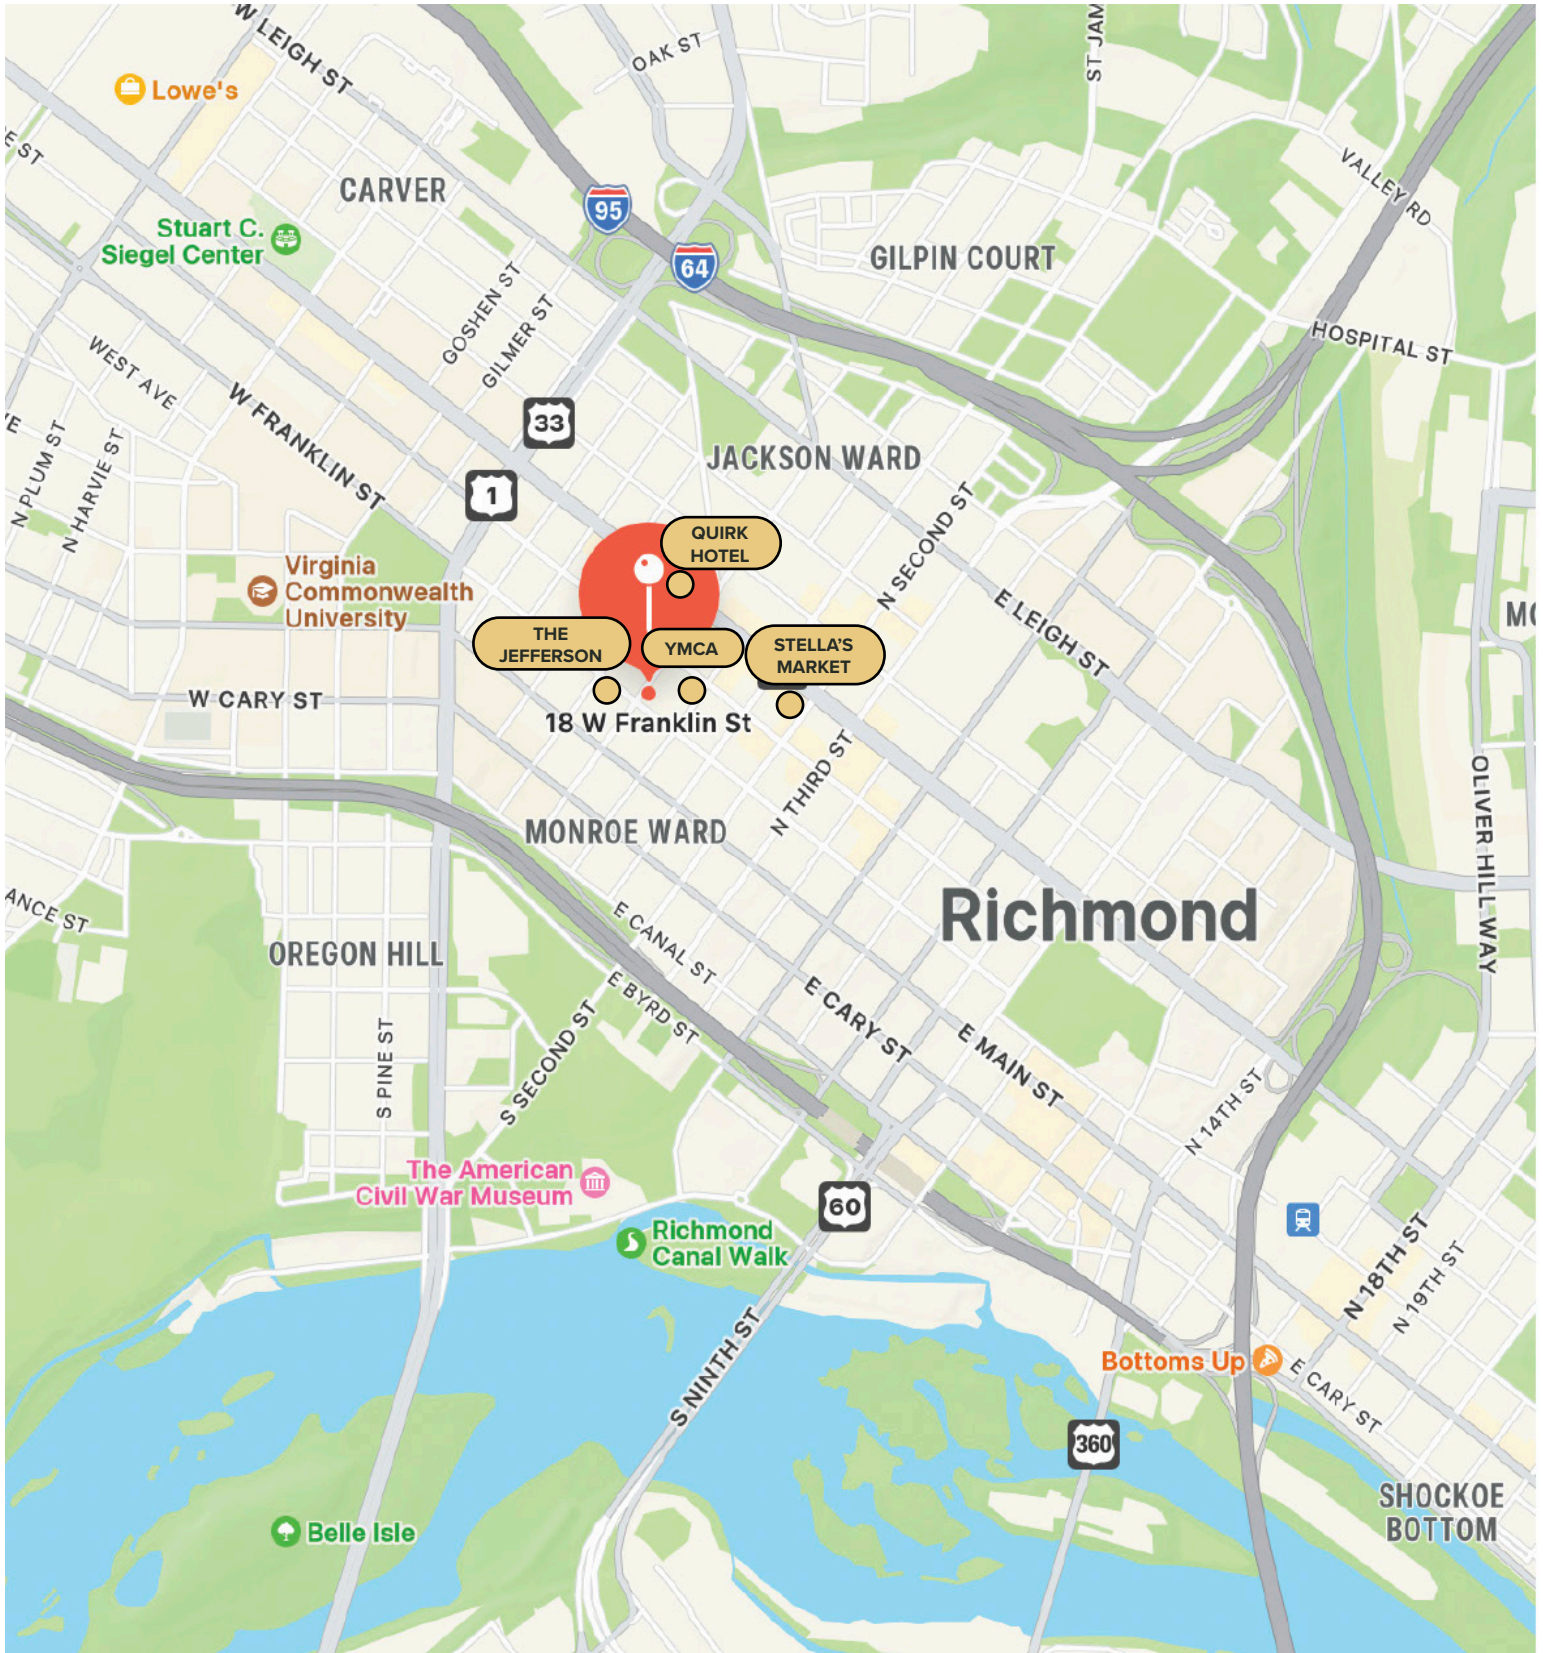 W LEIGH ST
OAK ST
ST JAM
Lowe's
E ST
CARVER
VALLEY RD
95
Stuart C.
Siegel Center
64
GILPIN COURT
GOSHEN ST
GILMER ST
HOSPITAL ST
WEST AVE
W FRANKLIN ST
VE
33
N PLUM ST
N HARVIE ST
JACKSON WARD
1
N SECOND ST
QUIRK
HOTEL
Virginia
Commonwealth
University
E LEIGH ST
MO
THE
JEFFERSON
YMCA
STELLA'S
MARKET
W CARY ST
18 W Franklin St
N THIRD ST
OLIVER HILL WAY
MONROE WARD
ANCE ST
Richmond
E CANAL ST
OREGON HILL
E BYRD ST
E CARY ST
E MAIN ST
S PINE ST
S SECOND ST
N 14TH ST
The American
Civil War Museum
60
Richmond
Canal Walk
N 18TH ST
N 19TH ST
S NINTH ST
Bottoms Up
E CARY ST
360
SHOCKOE
BOTTOM
Belle Isle